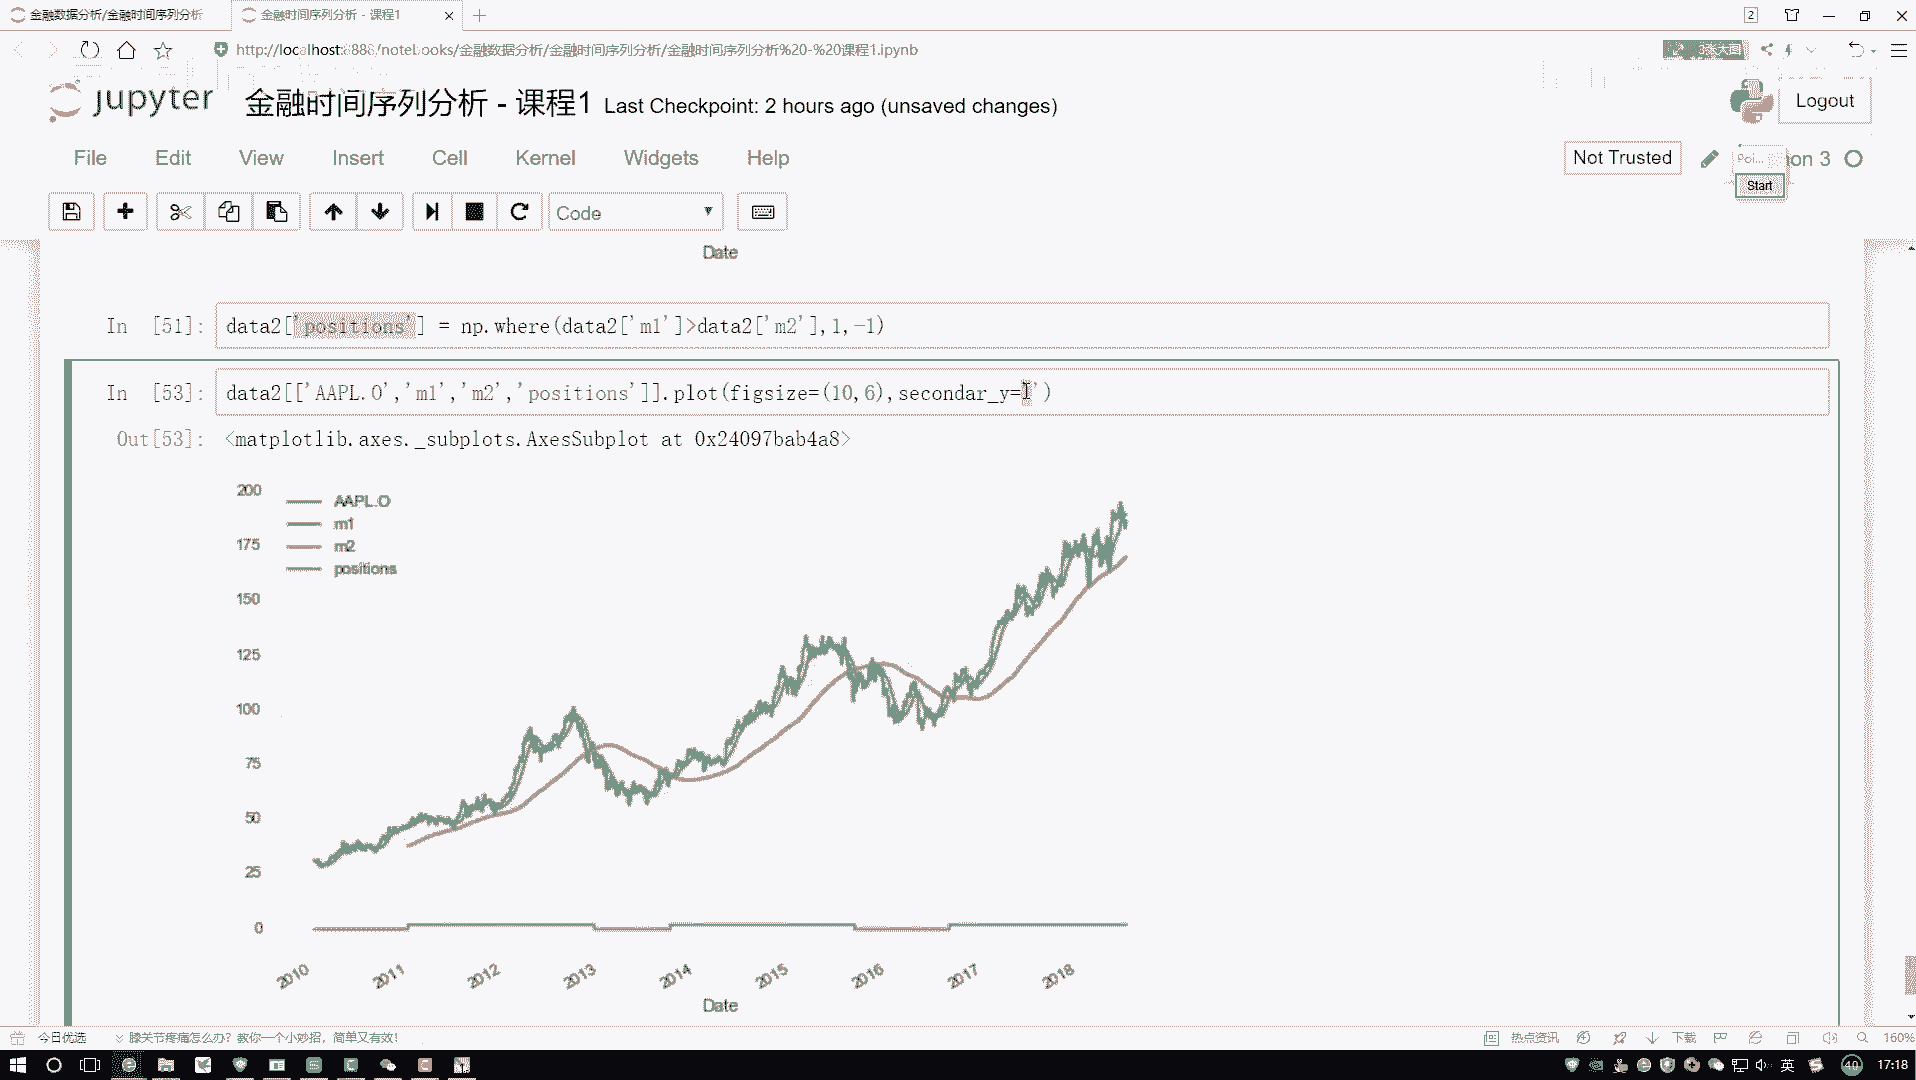 金融数据分析/金融时间序列分析
金融时间序列分析 - 课程1
2
http://localhost:888/notebooks/金融数据分析/金融时间序列分析/金融时间序列分析%20-%20课程1.ipynb
3张大图
jupyter
金融时间序列分析 - 课程1
Last Checkpoint: 2 hours ago (unsaved changes)
Logout
File Edit View Insert Cell Kernel Widgets Help
Not Trusted
Poi...
on 3
Start
Code
Date
In [51]: data2['positions'] = np.where(data2['m1']>data2['m2'],1,-1)
In [53]: data2[['AAPL.O','m1','m2','positions']].plot(figsize=(10,6),secondar_y=')
Out[53]: <matplotlib.axes._subplots.AxesSubplot at 0x24097bab4a8>
200
AAPL.O
m1
175
m2
positions
150
125
100
75
50
25
0
2010 2011 2012 2013 2014 2015 2016 2017 2018
Date
今日优选
膝关节疼痛怎么办？教你一个小妙招，简单又有效！
热点资讯
下载
160%
英
40
17:18